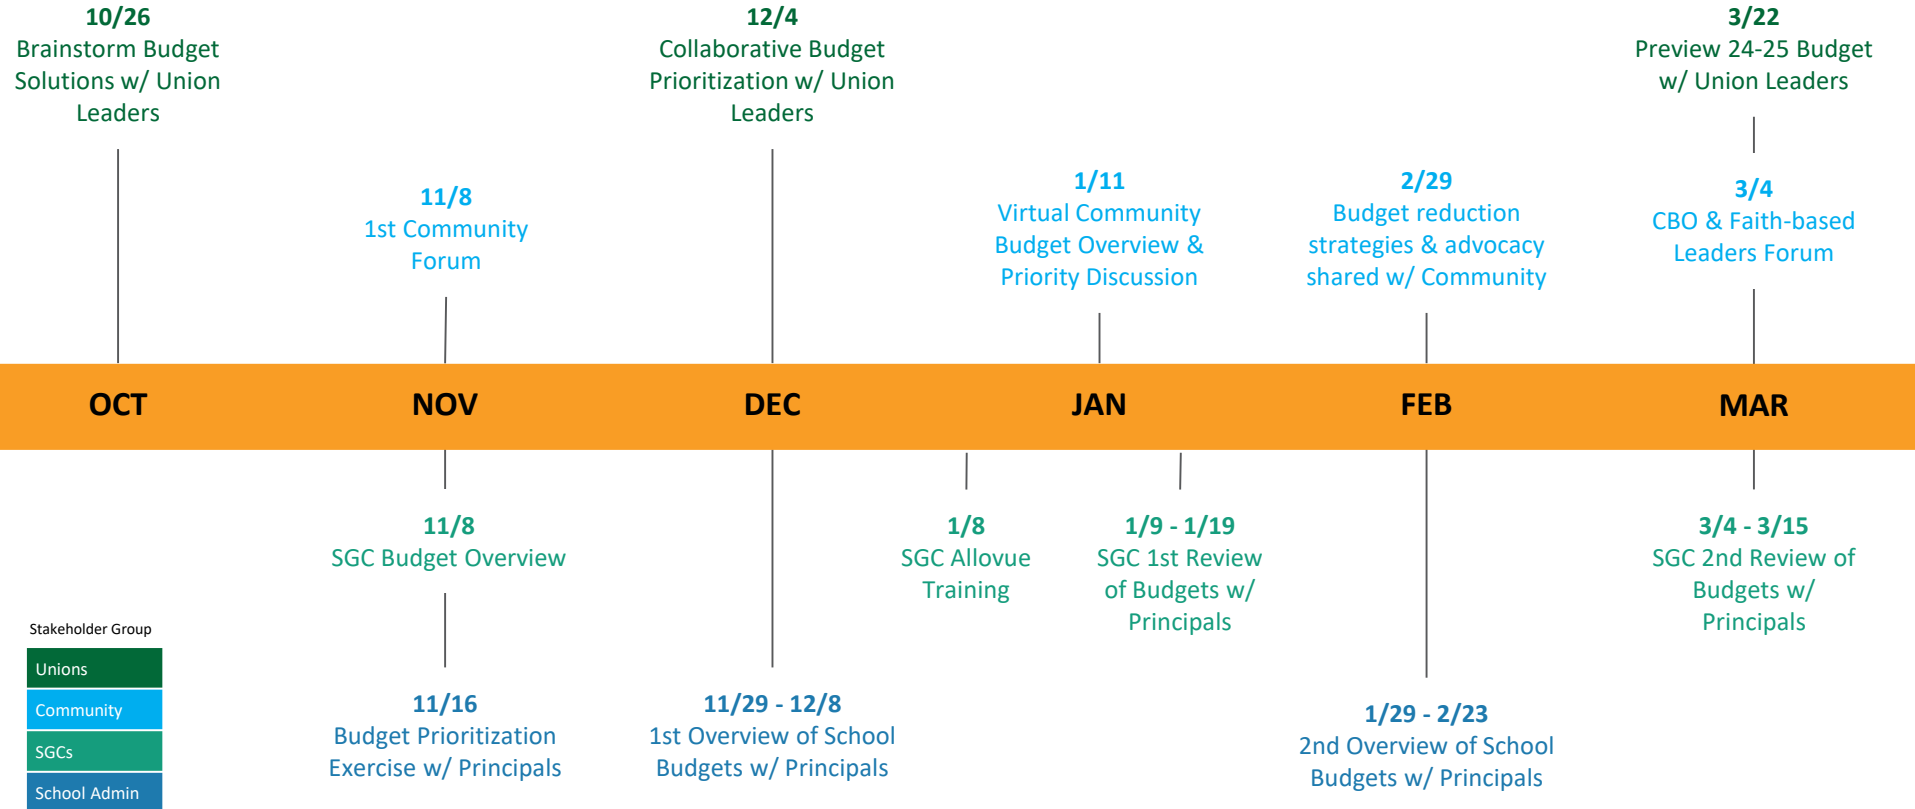 10/26
Brainstorm Budget
Solutions w/ Union
Leaders
12/4
Collaborative Budget
Prioritization w/ Union
Leaders
3/22
Preview 24-25 Budget
w/ Union Leaders
11/8
1st Community
Forum
1/11
Virtual Community
Budget Overview &
Priority Discussion
2/29
Budget reduction
strategies & advocacy
shared w/ Community
3/4
CBO & Faith-based
Leaders Forum
OCT
NOV
DEC
JAN
FEB
MAR
11/8
SGC Budget Overview
1/8
SGC Allovue
Training
1/9 - 1/19
SGC 1st Review
of Budgets w/
Principals
3/4 - 3/15
SGC 2nd Review of
Budgets w/
Principals
11/16
Budget Prioritization
Exercise w/ Principals
11/29 - 12/8
1st Overview of School
Budgets w/ Principals
1/29 - 2/23
2nd Overview of School
Budgets w/ Principals
Stakeholder Group
Unions
Community
SGCs
School Admin